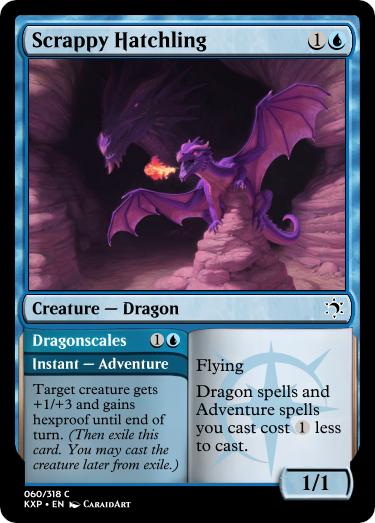 Scrappy Hatchling 1
Creature — Dragon
Dragonscales 1
Instant — Adventure
Target creature gets
+1/+3 and gains
hexproof until end of
turn. (Then exile this
card. You may cast the
creature later from exile.)
Flying
Dragon spells and
Adventure spells
you cast cost 1 less
to cast.
1/1
060/318 C
KXP • EN CaraidArt